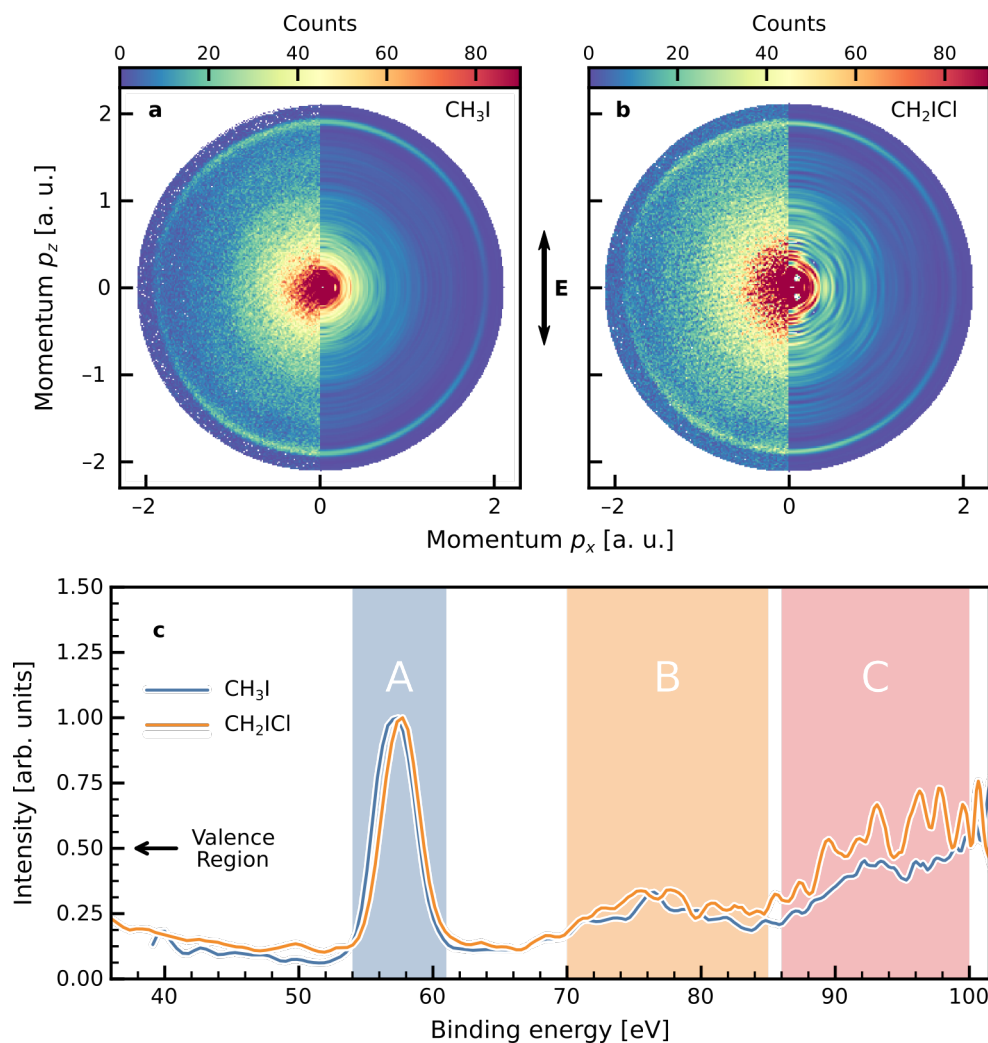 Counts
Counts
0 20 40 60 80
0 20 40 60 80
a
CH₃I
b
CH₂ICl
2
1
0
–1
–2
Momentum p_z [a. u.]
E
–2 0 2
–2 0 2
Momentum p_x [a. u.]
1.50
1.25
1.00
0.75
0.50
0.25
0.00
Intensity [arb. units]
c
CH₃I
CH₂ICl
Valence
Region
A
B
C
40 50 60 70 80 90 100
Binding energy [eV]